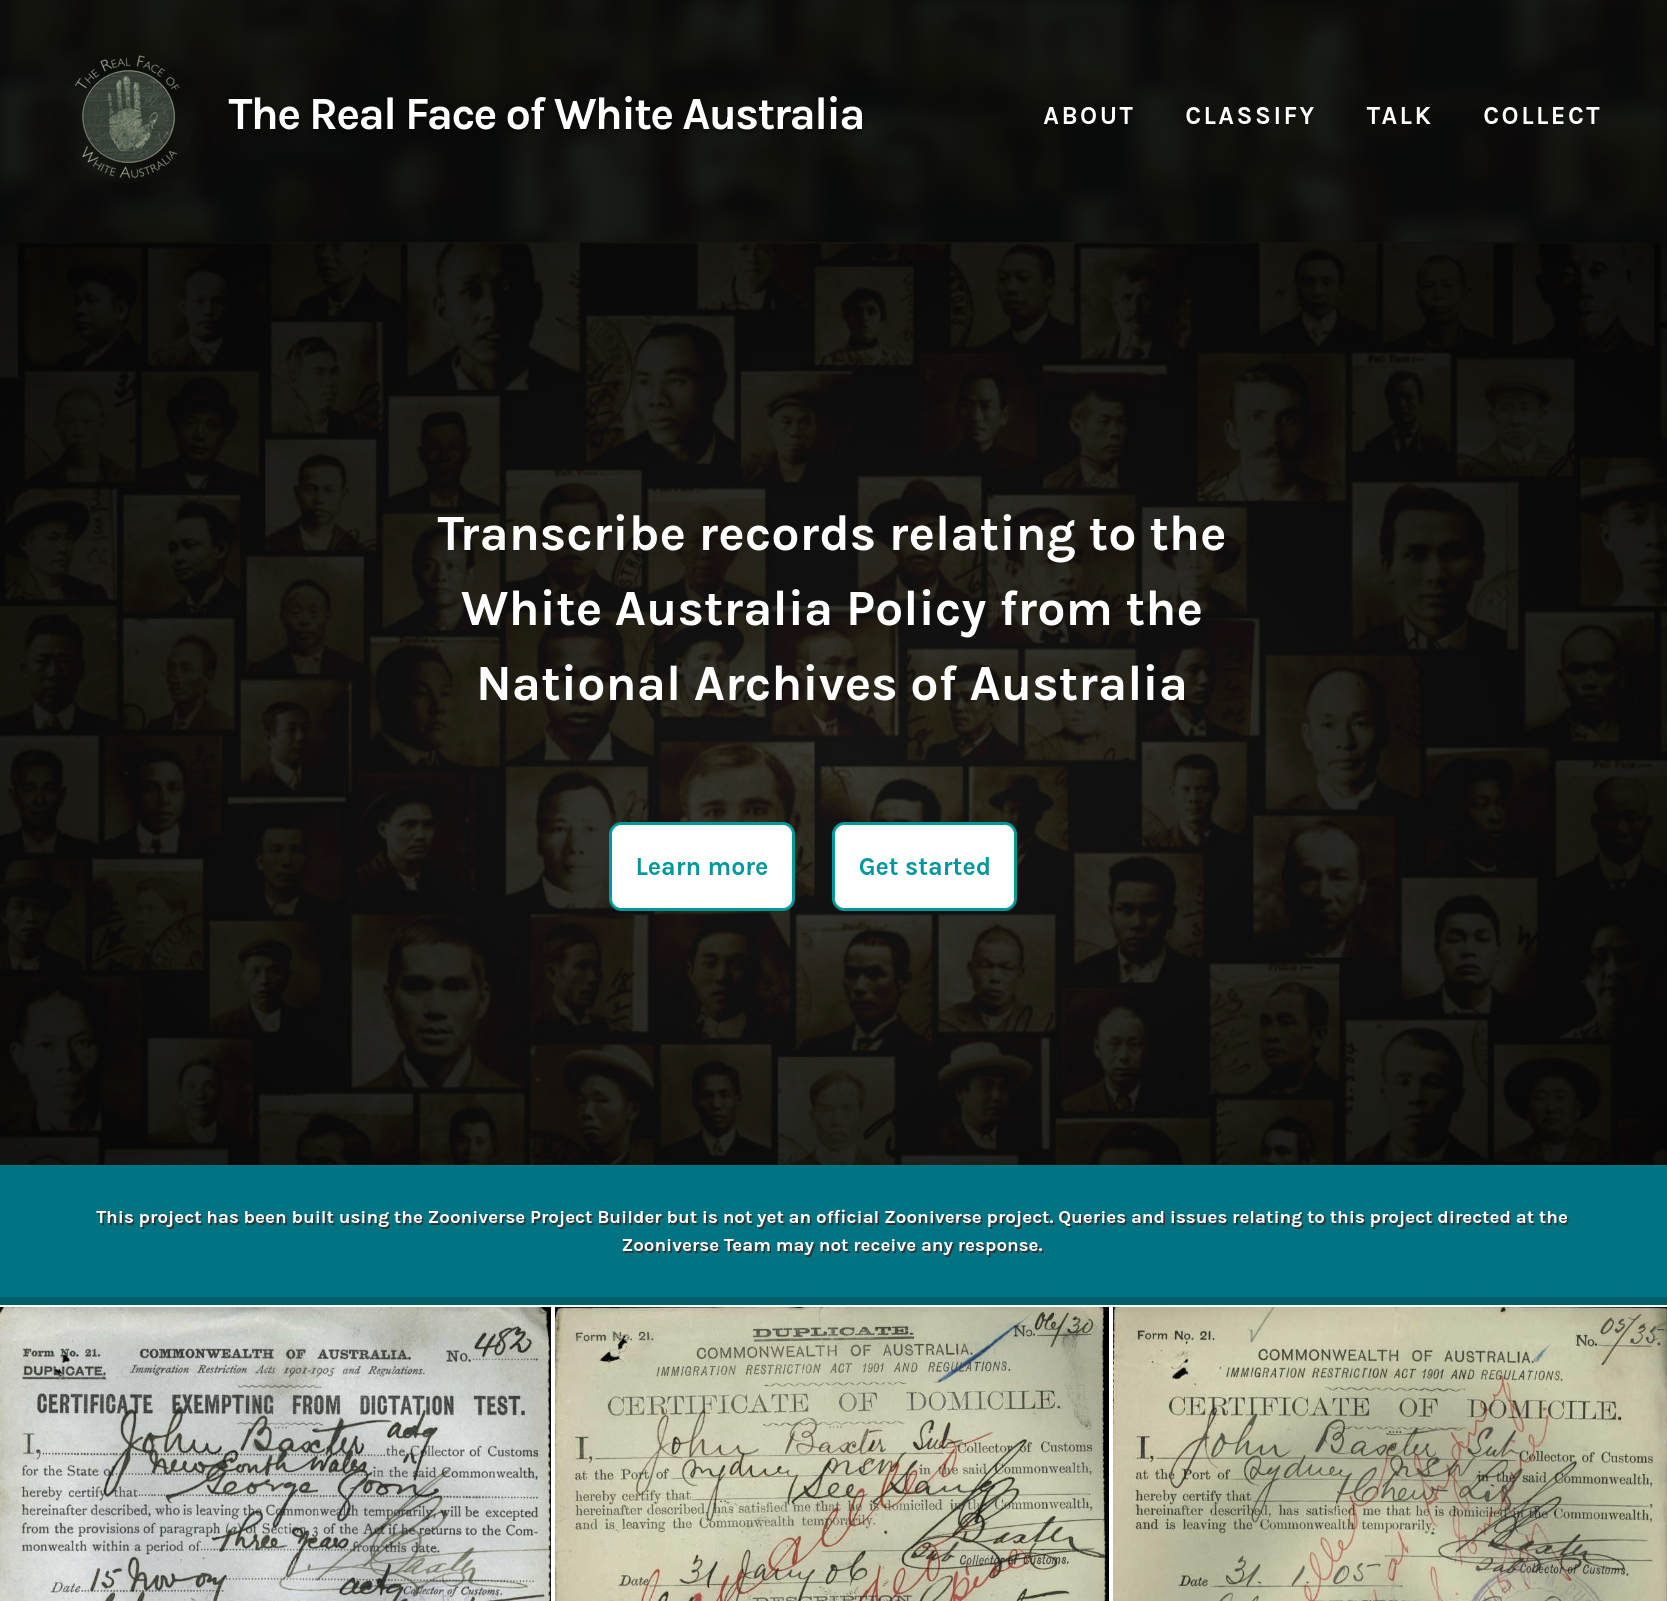 THE REAL FACE OF
WHITE AUSTRALIA
The Real Face of White Australia
ABOUT CLASSIFY TALK COLLECT
Transcribe records relating to the
White Australia Policy from the
National Archives of Australia
Learn more Get started
This project has been built using the Zooniverse Project Builder but is not yet an official Zooniverse project. Queries and issues relating to this project directed at the
Zooniverse Team may not receive any response.
Form No. 21. COMMONWEALTH OF AUSTRALIA. No. 482
DUPLICATE. Immigration Restriction Acts 1901-1905 and Regulations.
CERTIFICATE EXEMPTING FROM DICTATION TEST.
I, John Baxter actg the Collector of Customs
for the State of New South Wales in the said Commonwealth,
hereby certify that George Yoon
hereinafter described, who is leaving the Commonwealth temporarily, will be excepted
from the provisions of paragraph (a) of Section 3 of the Act if he returns to the Com-
monwealth within a period of Three years from this date.
Date 15 Nov 07 actg Collector of Customs.
Form No. 21. DUPLICATE. No. 06/30
COMMONWEALTH OF AUSTRALIA.
IMMIGRATION RESTRICTION ACT 1901 AND REGULATIONS.
CERTIFICATE OF DOMICILE.
I, John Baxter Sub Collector of Customs
at the Port of Sydney NSW in the said Commonwealth,
hereby certify that See
hereinafter described, has satisfied me that he is domiciled in the Commonwealth,
and is leaving the Commonwealth temporarily.
Baxter
Sub Collector of Customs.
Date 31 Jany 06
DESCRIPTION
Form No. 21. No. 05/35.
COMMONWEALTH OF AUSTRALIA.
IMMIGRATION RESTRICTION ACT 1901 AND REGULATIONS.
CERTIFICATE OF DOMICILE.
I, John Baxter Sub Collector of Customs
at the Port of Sydney NSW in the said Commonwealth,
hereby certify that
hereinafter described, has satisfied me that he is domiciled in the Commonwealth,
and is leaving the Commonwealth temporarily.
Baxter
Sub Collector of Customs.
Date 31. 1. 05